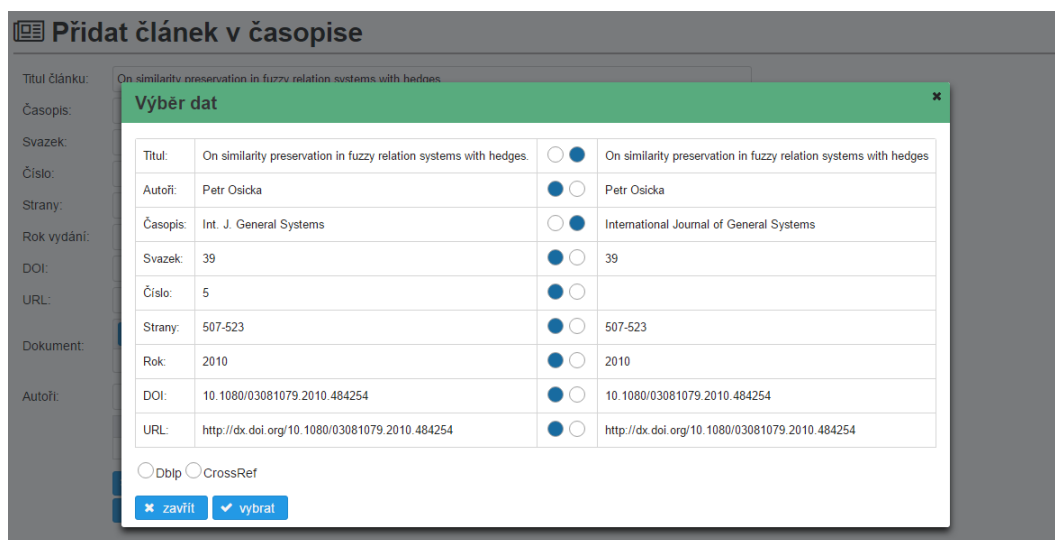 Přidat článek v časopise
Titul článku: On similarity preservation in fuzzy relation systems with hedges
Časopis:
Svazek:
Číslo:
Strany:
Rok vydání:
DOI:
URL:
Dokument:
Autoři:
Výběr dat
Titul: On similarity preservation in fuzzy relation systems with hedges. On similarity preservation in fuzzy relation systems with hedges
Autoři: Petr Osicka Petr Osicka
Časopis: Int. J. General Systems International Journal of General Systems
Svazek: 39 39
Číslo: 5
Strany: 507-523 507-523
Rok: 2010 2010
DOI: 10.1080/03081079.2010.484254 10.1080/03081079.2010.484254
URL: http://dx.doi.org/10.1080/03081079.2010.484254 http://dx.doi.org/10.1080/03081079.2010.484254
Dblp CrossRef
zavřít vybrat